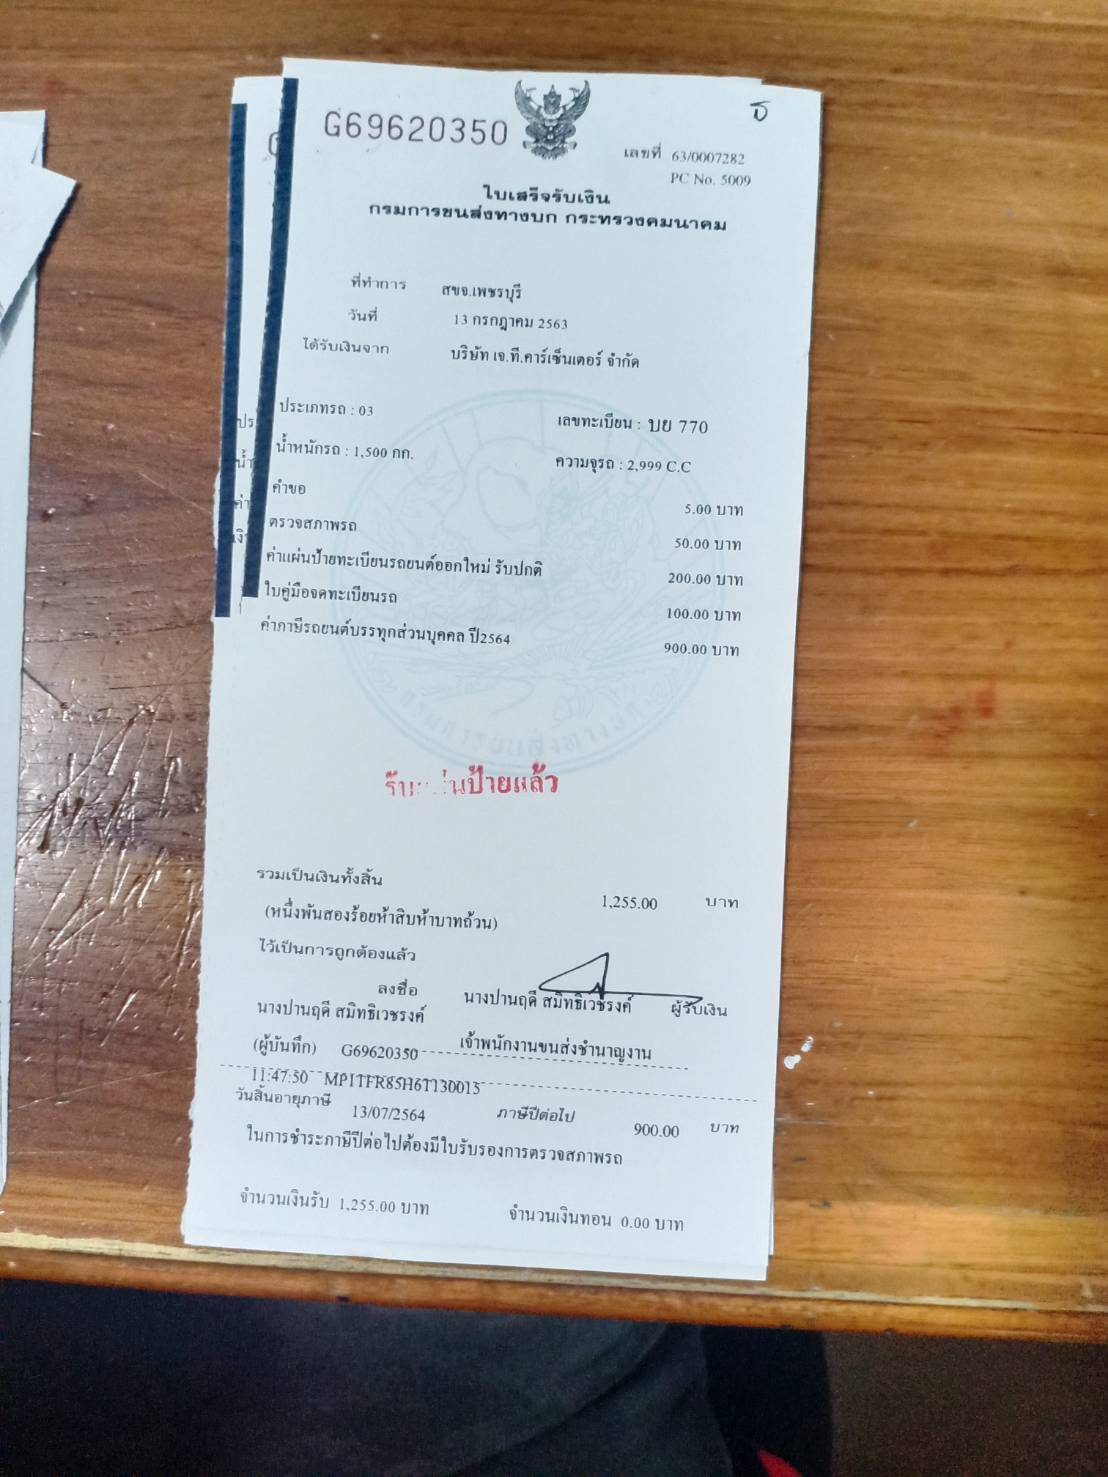 G69620350
เลขที่ 63/0007282
PC No. 5009
ใบเสร็จรับเงิน
กรมการขนส่งทางบก กระทรวงคมนาคม
ที่ทำการ สขจ.เพชรบุรี
วันที่ 13 กรกฎาคม 2563
ได้รับเงินจาก บริษัท เจ.ที.คาร์เซ็นเตอร์ จำกัด
ประเภทรถ : 03 เลขทะเบียน : บย 770
น้ำหนักรถ : 1,500 กก. ความจุรถ : 2,999 C.C
คำขอ 5.00 บาท
ตรวจสภาพรถ 50.00 บาท
ค่าแผ่นป้ายทะเบียนรถยนต์ออกใหม่ รับปกติ 200.00 บาท
ใบคู่มือจดทะเบียนรถ 100.00 บาท
ค่าภาษีรถยนต์บรรทุกส่วนบุคคล ปี2564 900.00 บาท
กรมการขนส่งทางบก
ป้ายแล้ว
รวมเป็นเงินทั้งสิ้น 1,255.00 บาท
(หนึ่งพันสองร้อยห้าสิบห้าบาทถ้วน)
ไว้เป็นการถูกต้องแล้ว
ลงชื่อ นางปานฤดี สมิทธิเวชรงค์ ผู้รับเงิน
นางปานฤดี สมิทธิเวชรงค์
เจ้าพนักงานขนส่งชำนาญงาน
(ผู้บันทึก) G69620350
11:47:50 MP1TFR85H6T130015
วันสิ้นอายุภาษี 13/07/2564 ภาษีปีต่อไป 900.00 บาท
ในการชำระภาษีปีต่อไปต้องมีใบรับรองการตรวจสภาพรถ
จำนวนเงินรับ 1,255.00 บาท จำนวนเงินทอน 0.00 บาท